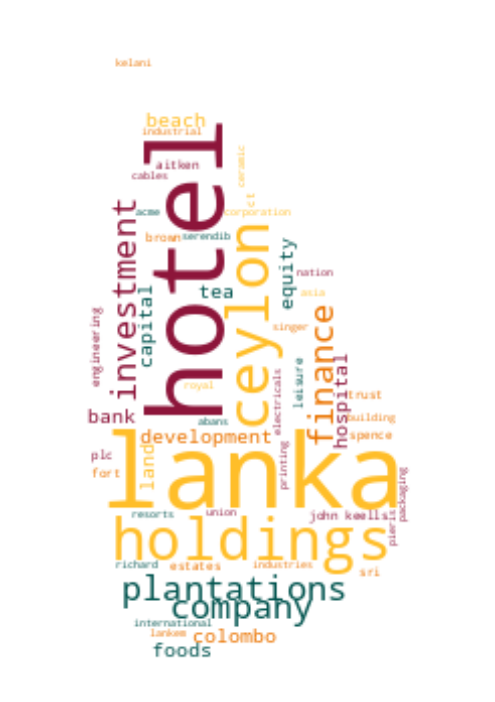 kelani
beach
industrial
hotel
aitken
cables
ceramic
acme
ct
corporation
investment
brown
serendib
ceylon
equity
nation
tea
capital
asia
engineering
finance
singer
hospital
leisure
royal
trust
electricals
bank
abans
building
development
spence
lanka
land
plc
fort
printing
packaging
resorts
union
john keells
pieris
holdings
richard
estates
industries
sri
plantations
company
international
lankem
colombo
foods